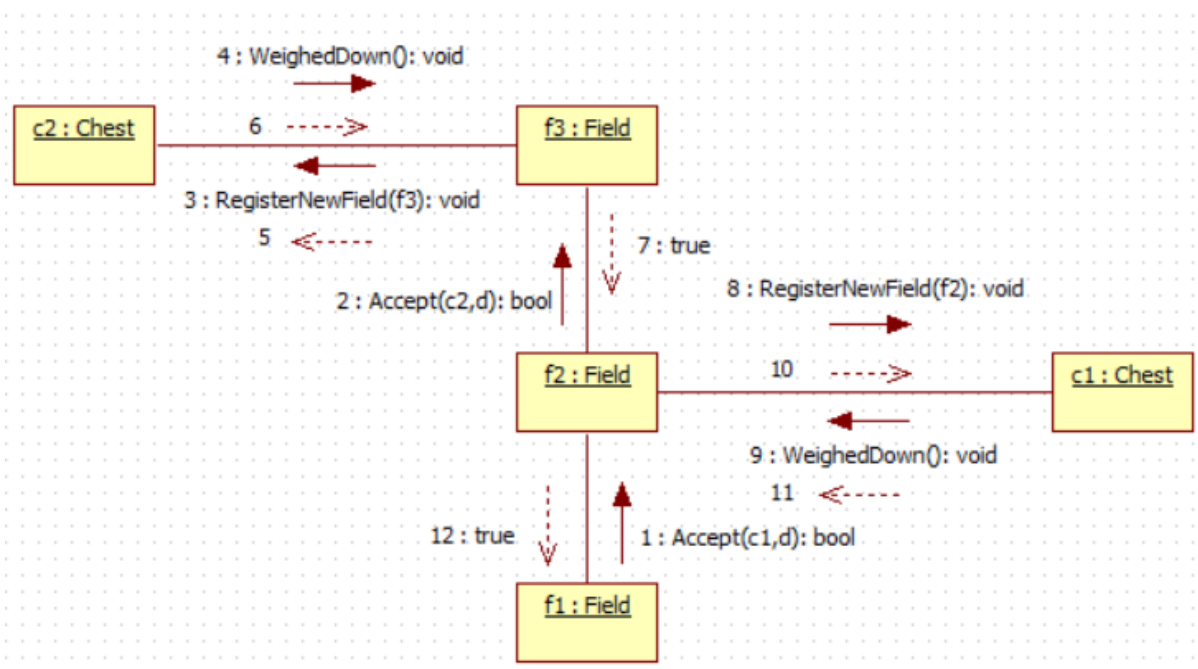 4 : WeighedDown(): void
c2 : Chest
6
f3 : Field
3 : RegisterNewField(f3): void
5
7 : true
2 : Accept(c2,d): bool
8 : RegisterNewField(f2): void
f2 : Field
10
c1 : Chest
9 : WeighedDown(): void
11
12 : true
1 : Accept(c1,d): bool
f1 : Field